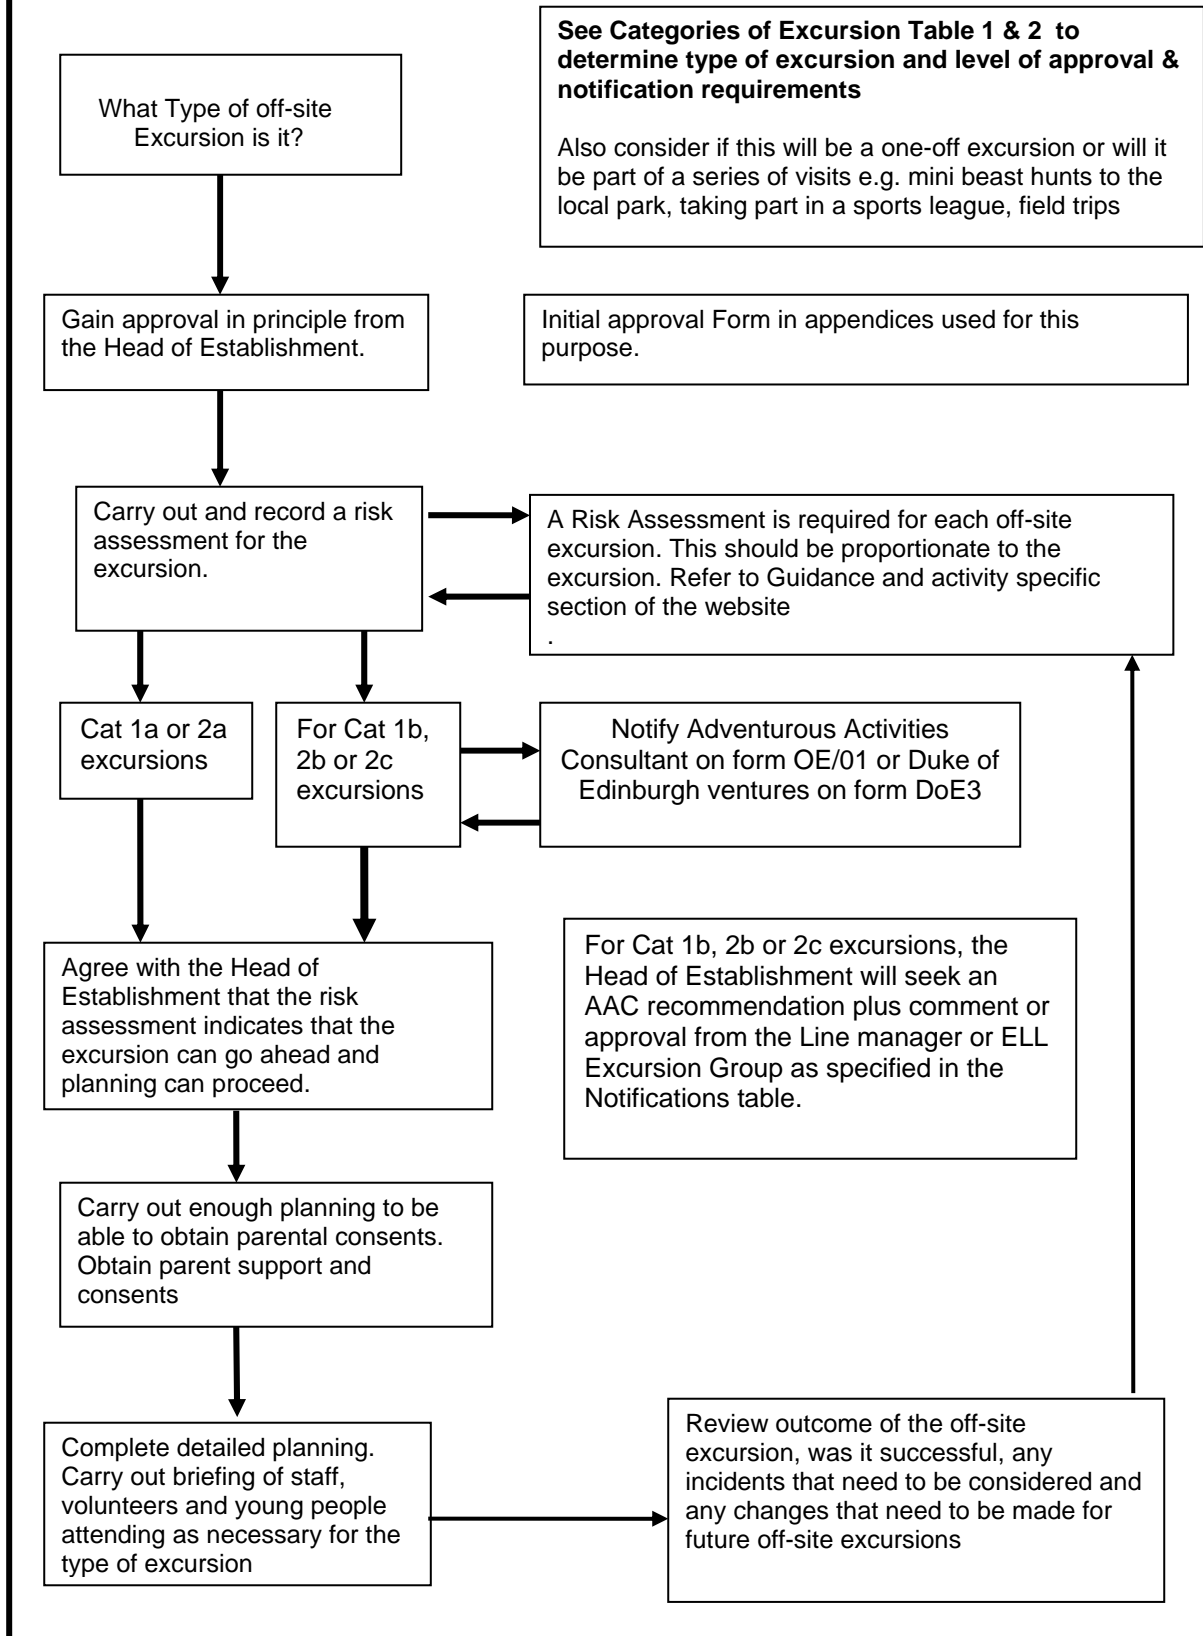 What Type of off-site
Excursion is it?
See Categories of Excursion Table 1 & 2 to
determine type of excursion and level of approval &
notification requirements
Also consider if this will be a one-off excursion or will it
be part of a series of visits e.g. mini beast hunts to the
local park, taking part in a sports league, field trips
Gain approval in principle from
the Head of Establishment.
Initial approval Form in appendices used for this
purpose.
Carry out and record a risk
assessment for the
excursion.
A Risk Assessment is required for each off-site
excursion. This should be proportionate to the
excursion. Refer to Guidance and activity specific
section of the website
.
Cat 1a or 2a
excursions
For Cat 1b,
2b or 2c
excursions
Notify Adventurous Activities
Consultant on form OE/01 or Duke of
Edinburgh ventures on form DoE3
Agree with the Head of
Establishment that the risk
assessment indicates that the
excursion can go ahead and
planning can proceed.
For Cat 1b, 2b or 2c excursions, the
Head of Establishment will seek an
AAC recommendation plus comment or
approval from the Line manager or ELL
Excursion Group as specified in the
Notifications table.
Carry out enough planning to be
able to obtain parental consents.
Obtain parent support and
consents
Complete detailed planning.
Carry out briefing of staff,
volunteers and young people
attending as necessary for the
type of excursion
Review outcome of the off-site
excursion, was it successful, any
incidents that need to be considered and
any changes that need to be made for
future off-site excursions